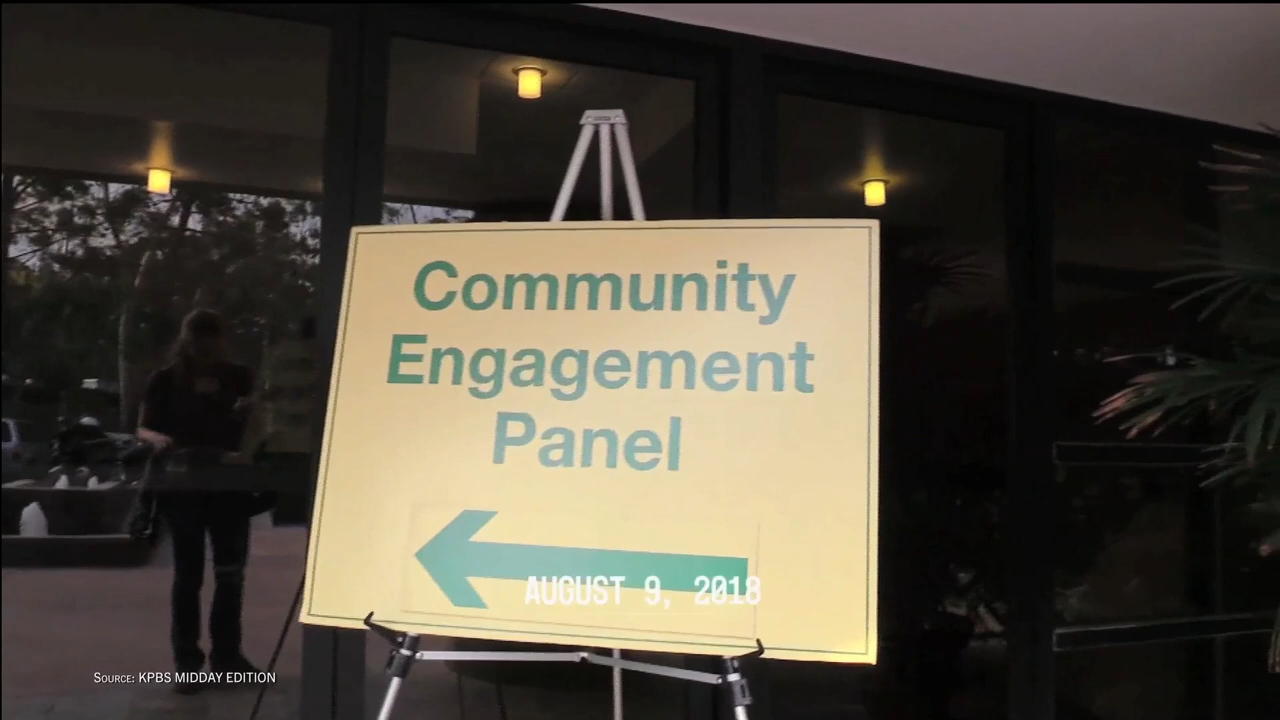 Community
Engagement
Panel
AUGUST 9, 2018
Source: KPBS MIDDAY EDITION